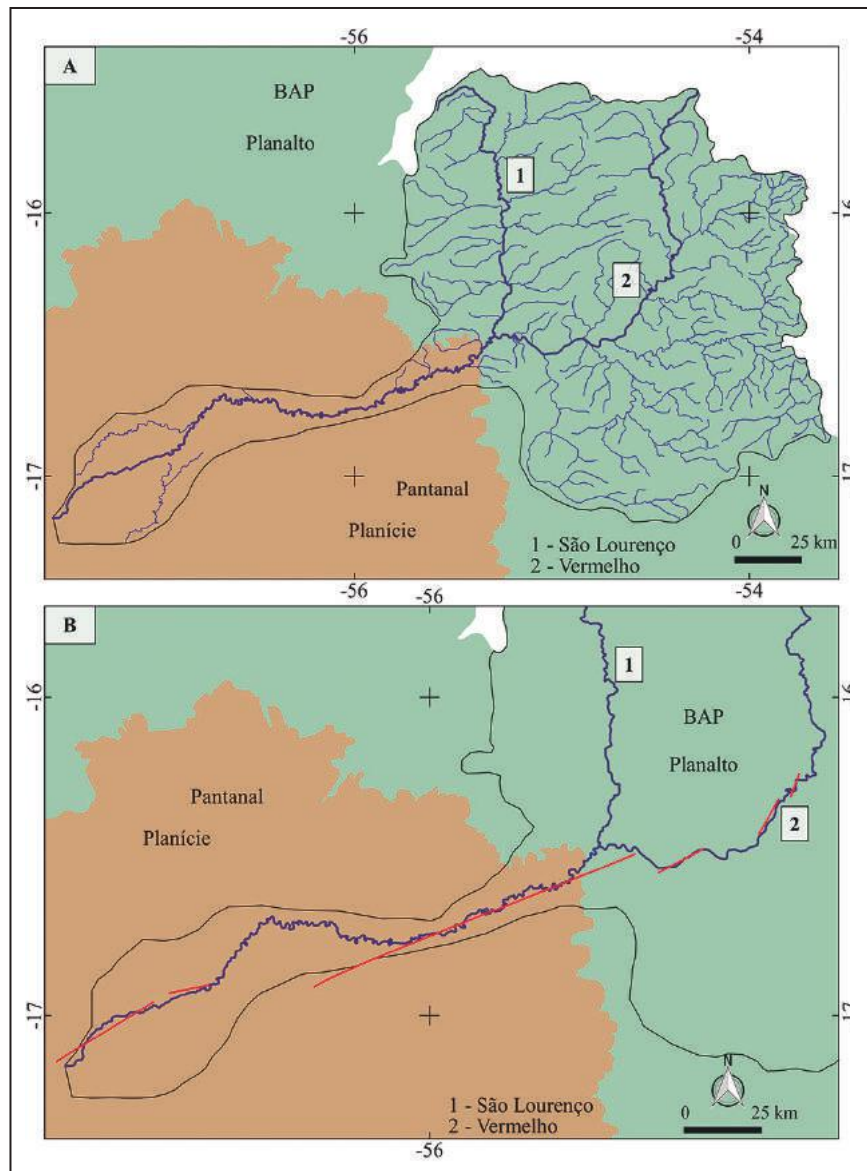 -56
-54
A
BAP
Planalto
1
-16
-16
2
-17
-17
Pantanal
Planície
N
1 - São Lourenço
2 - Vermelho
0 25 km
-56
-56
-54
B
1
-16
-16
BAP
Planalto
Pantanal
Planície
2
-17
-17
N
1 - São Lourenço
2 - Vermelho
0 25 km
-56